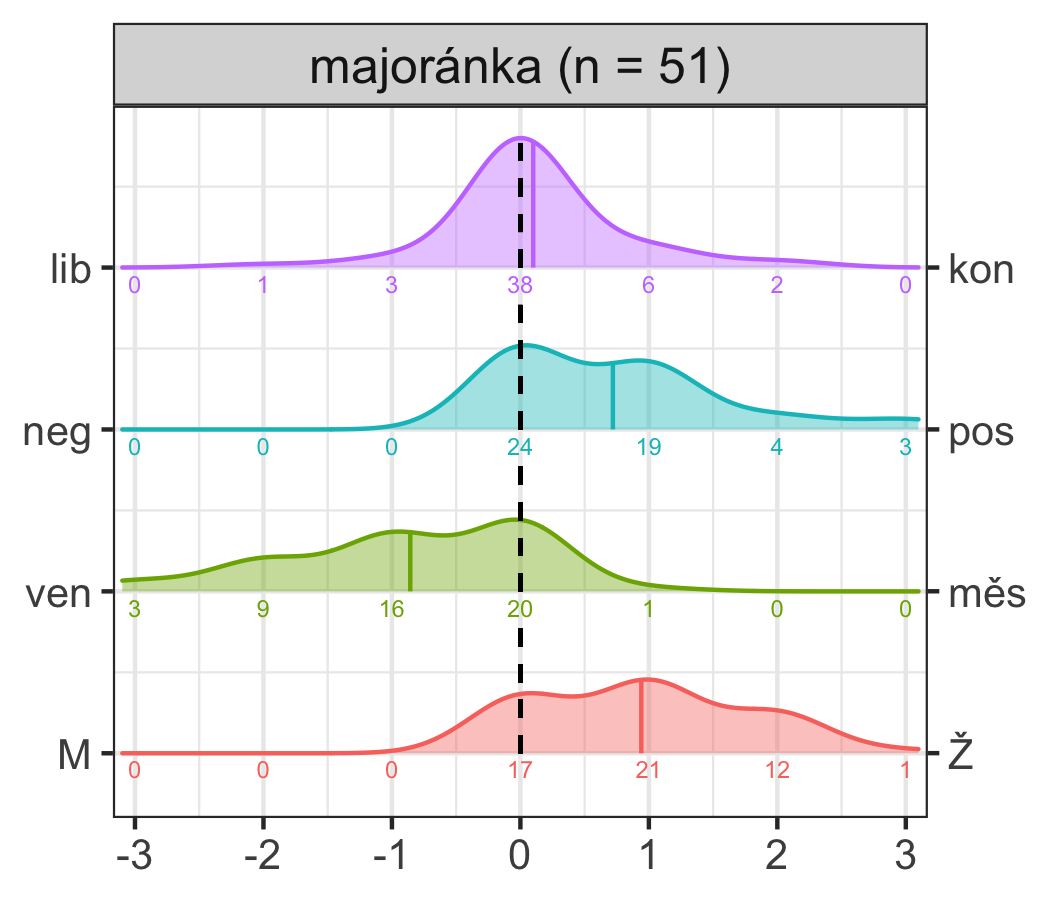 majoránka (n = 51)
lib kon
0 1 3 38 6 2 0
neg pos
0 0 0 24 19 4 3
ven měs
3 9 16 20 1 0 0
M Ž
0 0 0 17 21 12 1
-3 -2 -1 0 1 2 3